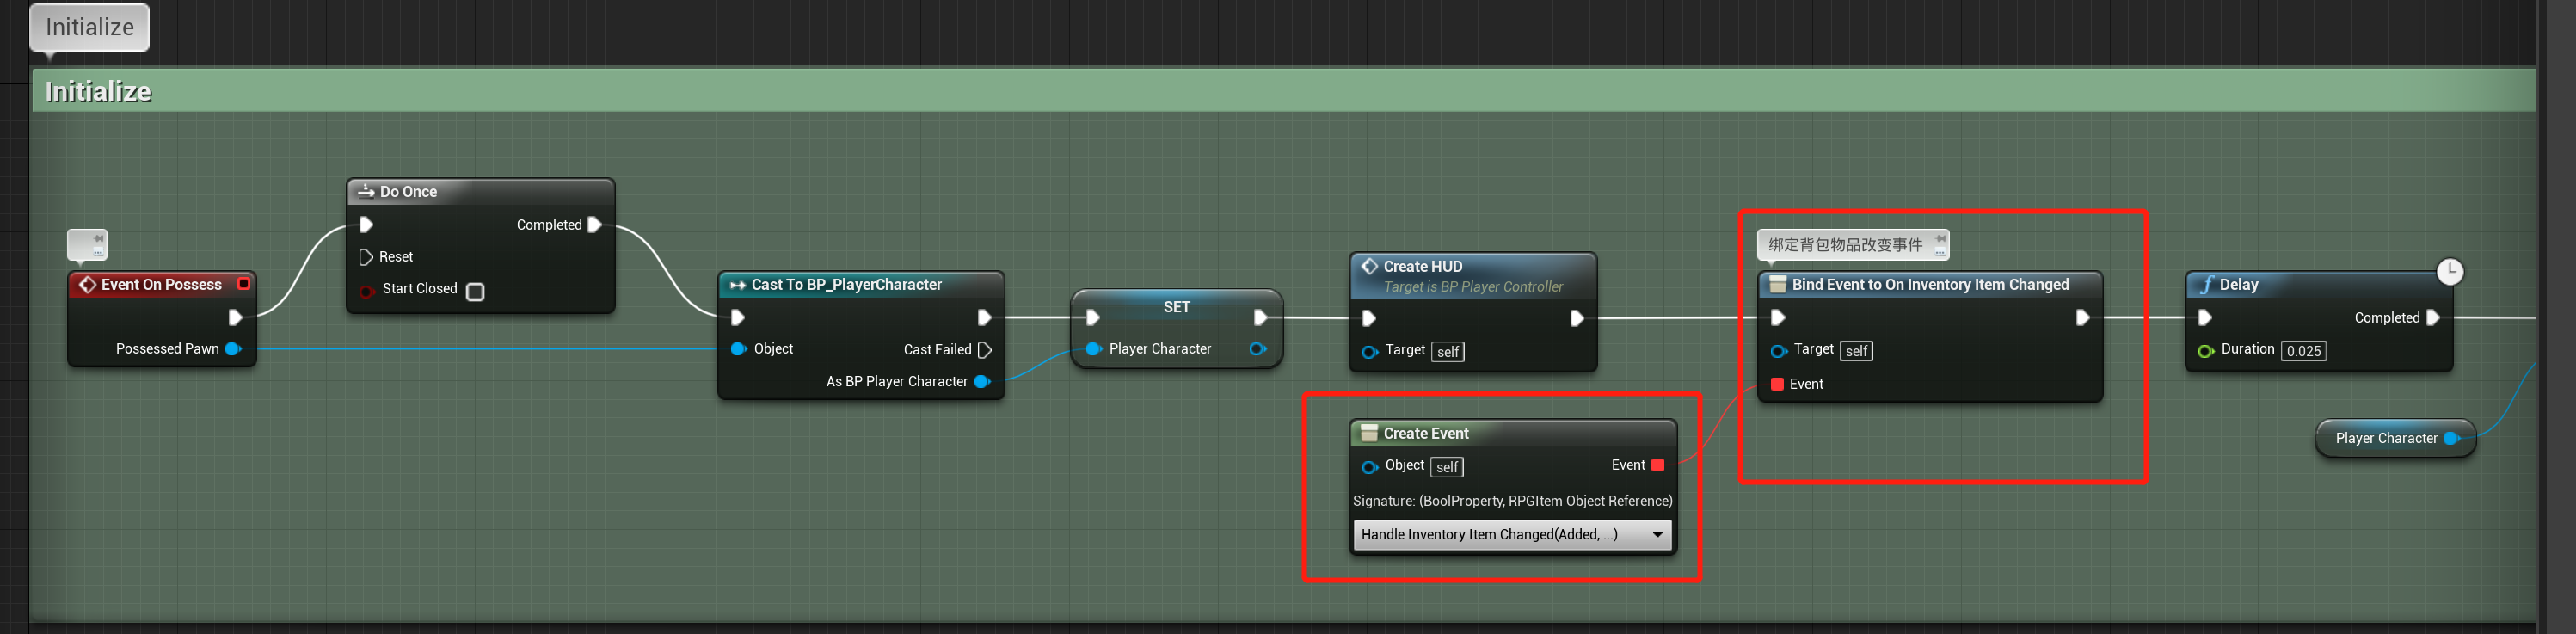 Initialize
Initialize
Do Once
Completed
Reset
Start Closed
Event On Possess
Possessed Pawn
Cast To BP_PlayerCharacter
Object
Cast Failed
As BP Player Character
SET
Player Character
Create HUD
Target is BP Player Controller
Target self
Create Event
Object self
Event
Signature: (BoolProperty, RPGItem Object Reference)
Handle Inventory Item Changed(Added, ...)
绑定背包物品改变事件
Bind Event to On Inventory Item Changed
Target self
Event
Delay
Completed
Duration 0.025
Player Character